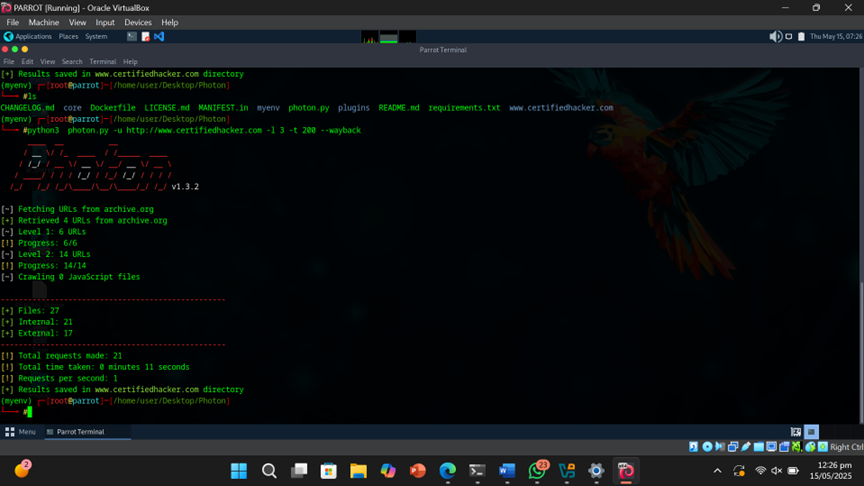 PARROT [Running] - Oracle VirtualBox
File Machine View Input Devices Help
Applications Places System
Thu May 15, 07:26
Parrot Terminal
File Edit View Search Terminal Help
[+] Results saved in www.certifiedhacker.com directory
(myenv) ┌─[root@parrot]─[/home/user/Desktop/Photon]
└──╼ #ls
CHANGELOG.md core Dockerfile LICENSE.md MANIFEST.in myenv photon.py plugins README.md requirements.txt www.certifiedhacker.com
(myenv) ┌─[root@parrot]─[/home/user/Desktop/Photon]
└──╼ #python3 photon.py -u http://www.certifiedhacker.com -l 3 -t 200 --wayback
v1.3.2
[~] Fetching URLs from archive.org
[+] Retrieved 4 URLs from archive.org
[~] Level 1: 6 URLs
[!] Progress: 6/6
[~] Level 2: 14 URLs
[!] Progress: 14/14
[~] Crawling 0 JavaScript files
--------------------------------------------------
[+] Files: 27
[+] Internal: 21
[+] External: 17
--------------------------------------------------
[!] Total requests made: 21
[!] Total time taken: 0 minutes 11 seconds
[!] Requests per second: 1
[+] Results saved in www.certifiedhacker.com directory
(myenv) ┌─[root@parrot]─[/home/user/Desktop/Photon]
└──╼ #
Menu Parrot Terminal
Right Ctrl
2
23
12:26 pm
15/05/2025